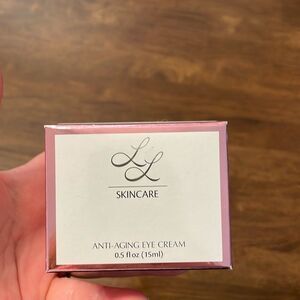 LL
SKINCARE
ANTI-AGING EYE CREAM
0.5 fl oz (15ml)